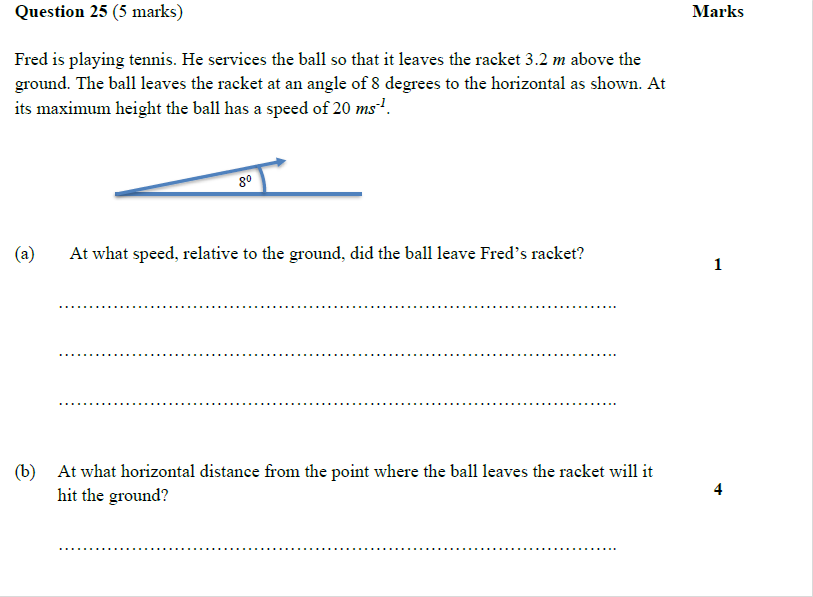 Question 25 (5 marks) Marks
Fred is playing tennis. He services the ball so that it leaves the racket 3.2 m above the
ground. The ball leaves the racket at an angle of 8 degrees to the horizontal as shown. At
its maximum height the ball has a speed of 20 ms⁻¹.
8⁰
(a) At what speed, relative to the ground, did the ball leave Fred’s racket?
1
(b) At what horizontal distance from the point where the ball leaves the racket will it
hit the ground?
4